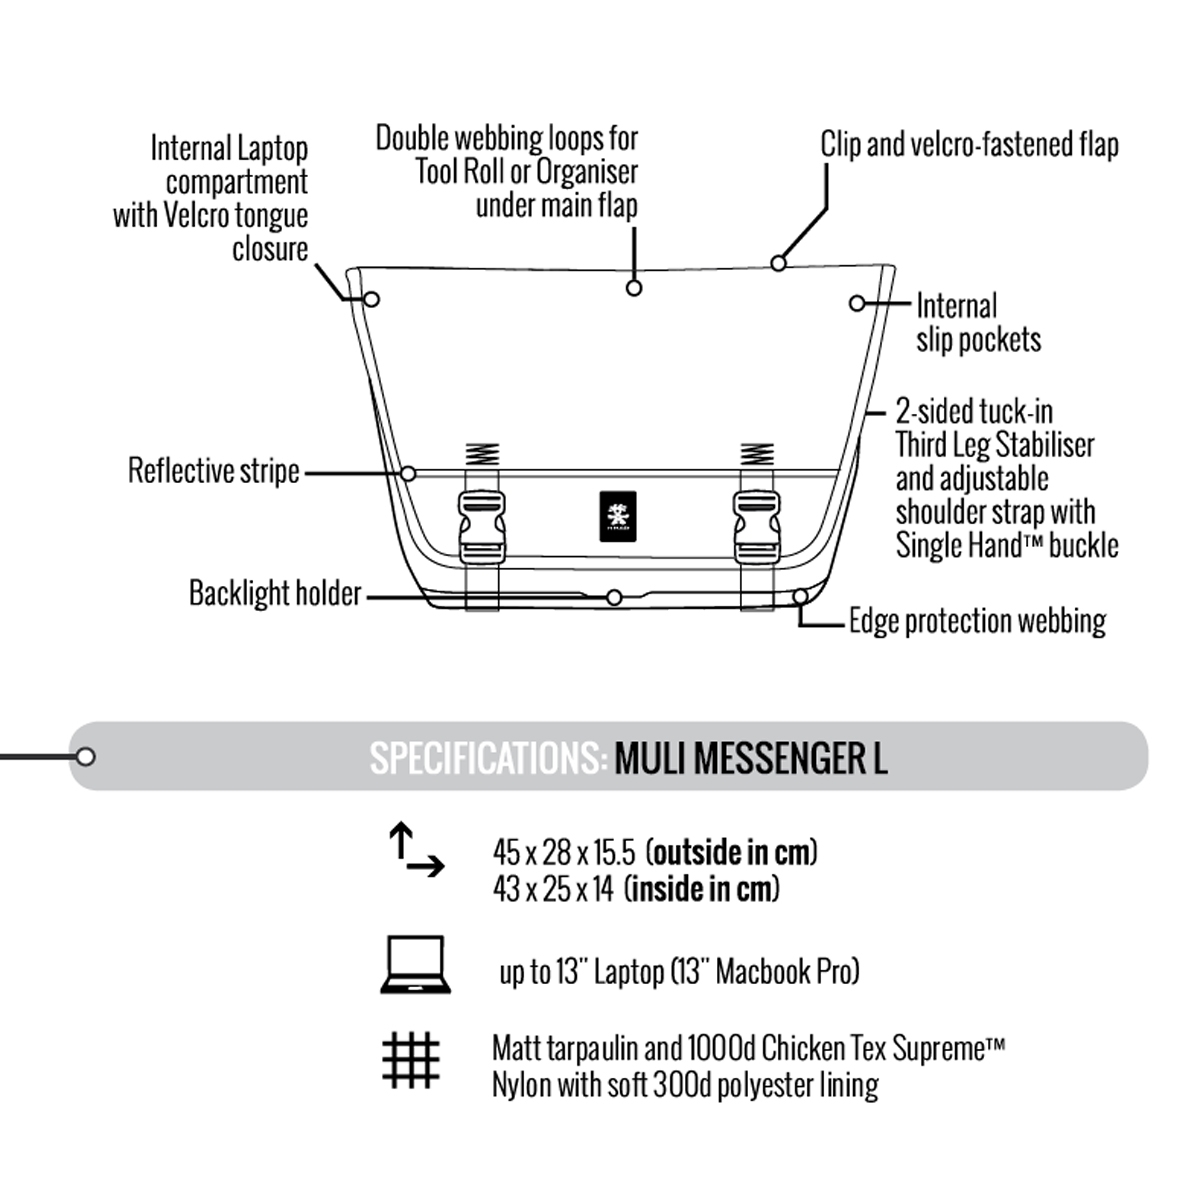 Internal Laptop
compartment
with Velcro tongue
closure
Double webbing loops for
Tool Roll or Organiser
under main flap
Clip and velcro-fastened flap
Internal
slip pockets
2-sided tuck-in
Third Leg Stabiliser
and adjustable
shoulder strap with
Single Hand™ buckle
Reflective stripe
Backlight holder
Edge protection webbing
SPECIFICATIONS: MULI MESSENGER L
45 x 28 x 15.5 (outside in cm)
43 x 25 x 14 (inside in cm)
up to 13" Laptop (13" Macbook Pro)
Matt tarpaulin and 1000d Chicken Tex Supreme™
Nylon with soft 300d polyester lining